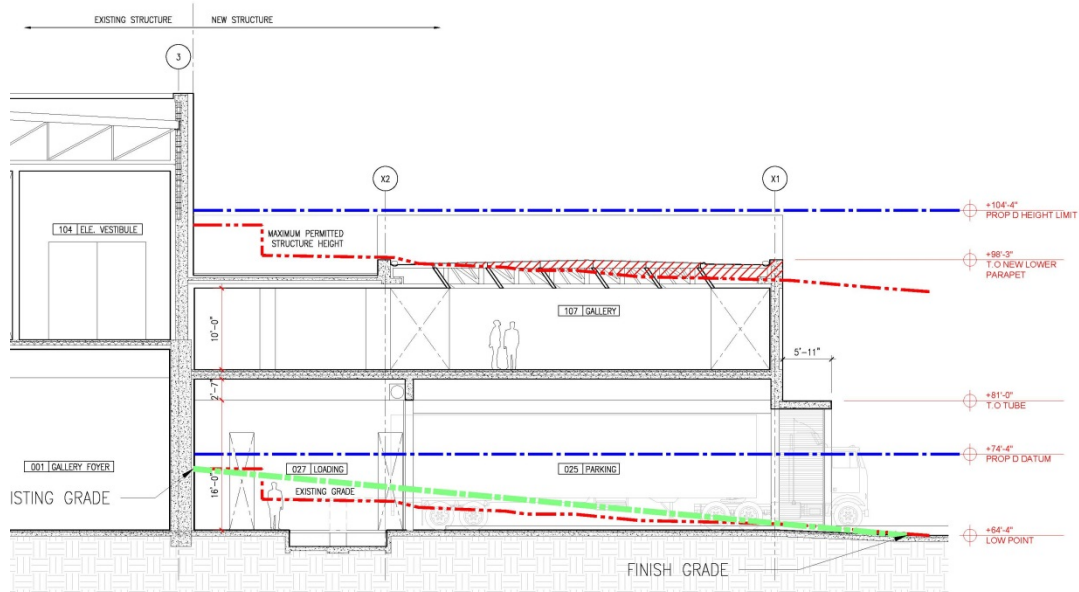 EXISTING STRUCTURE
NEW STRUCTURE
3
X2
X1
104 ELE. VESTIBULE
MAXIMUM PERMITTED
STRUCTURE HEIGHT
+104'-4"
PROP D HEIGHT LIMIT
+98'-3"
T.O NEW LOWER
PARAPET
107 GALLERY
10'-0"
5'-11"
2'-7"
+81'-0"
T.O TUBE
+74'-4"
PROP D DATUM
001 GALLERY FOYER
027 LOADING
025 PARKING
ISTING GRADE
16'-0"
EXISTING GRADE
+64'-4"
LOW POINT
FINISH GRADE